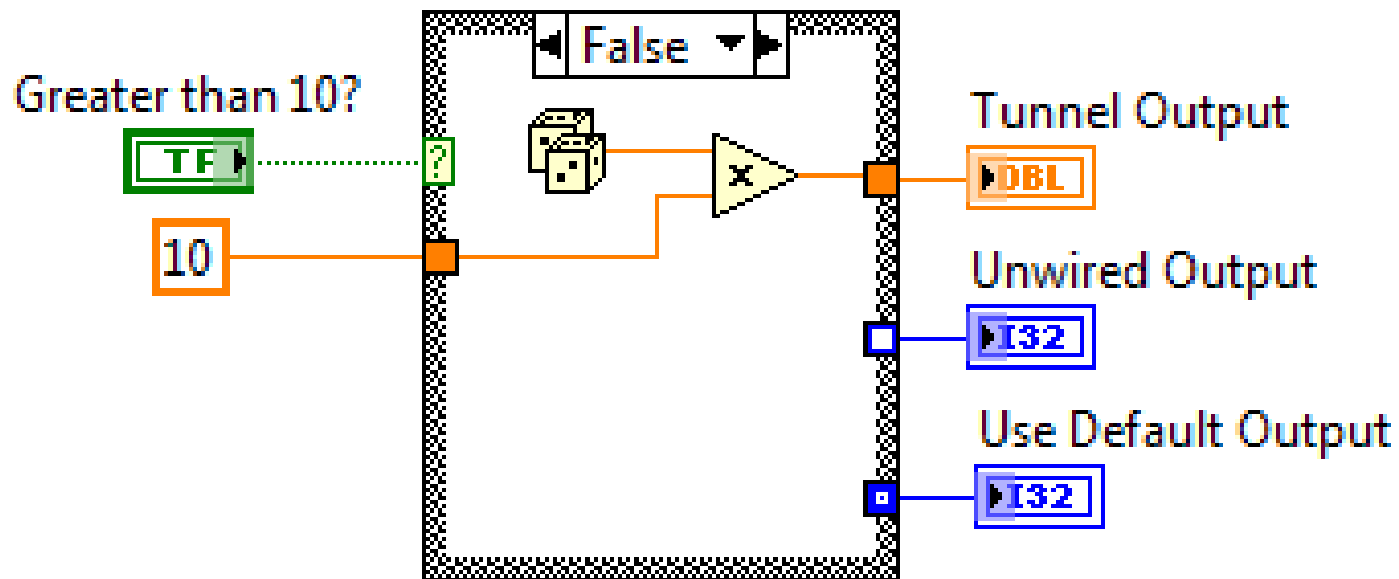 False
Greater than 10?
TF
?
10
x
Tunnel Output
DBL
Unwired Output
I32
Use Default Output
I32